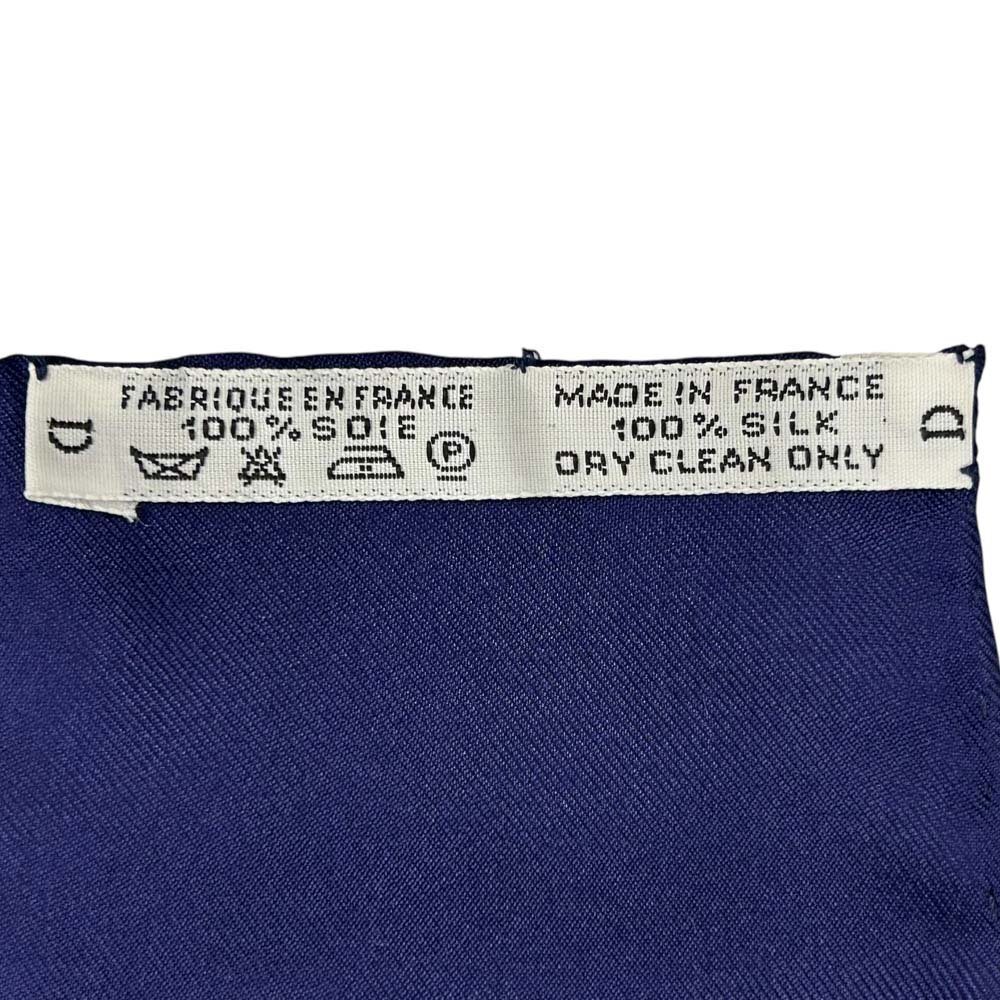 D
FABRIQUE EN FRANCE
100% SOIE
P
MADE IN FRANCE
100% SILK
DRY CLEAN ONLY
D